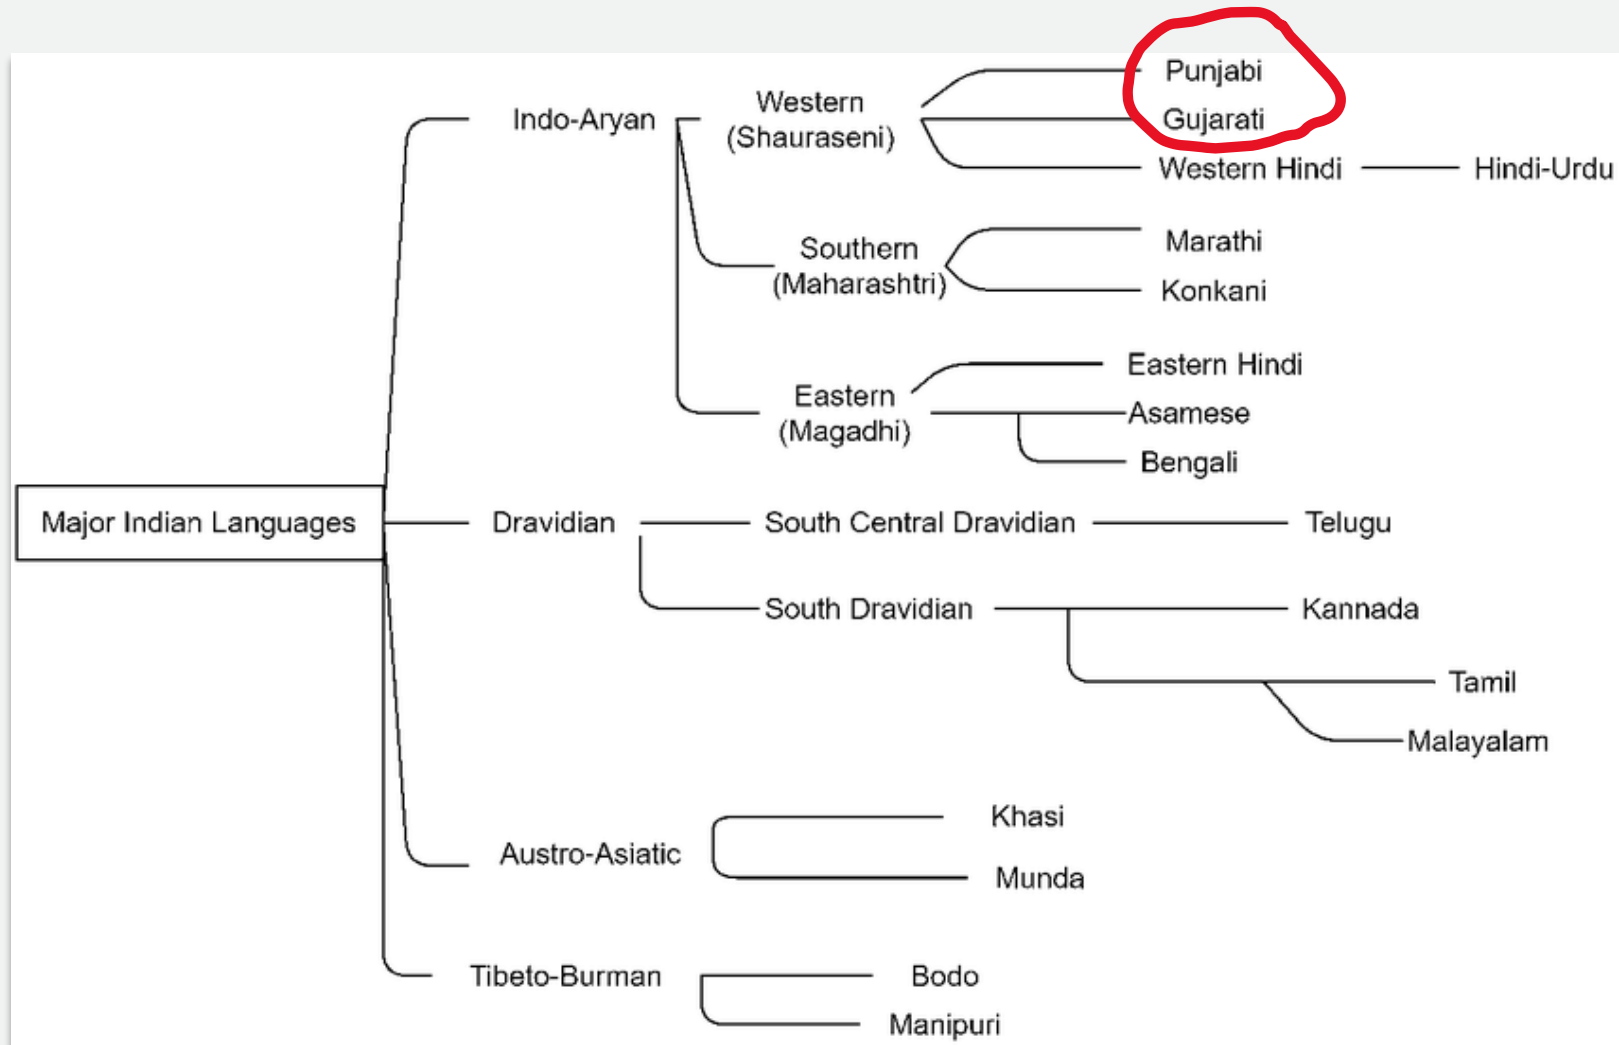 Punjabi
Indo-Aryan
Western
(Shauraseni)
Gujarati
Western Hindi
Hindi-Urdu
Southern
(Maharashtri)
Marathi
Konkani
Eastern
(Magadhi)
Eastern Hindi
Asamese
Bengali
Major Indian Languages
Dravidian
South Central Dravidian
Telugu
South Dravidian
Kannada
Tamil
Malayalam
Austro-Asiatic
Khasi
Munda
Tibeto-Burman
Bodo
Manipuri